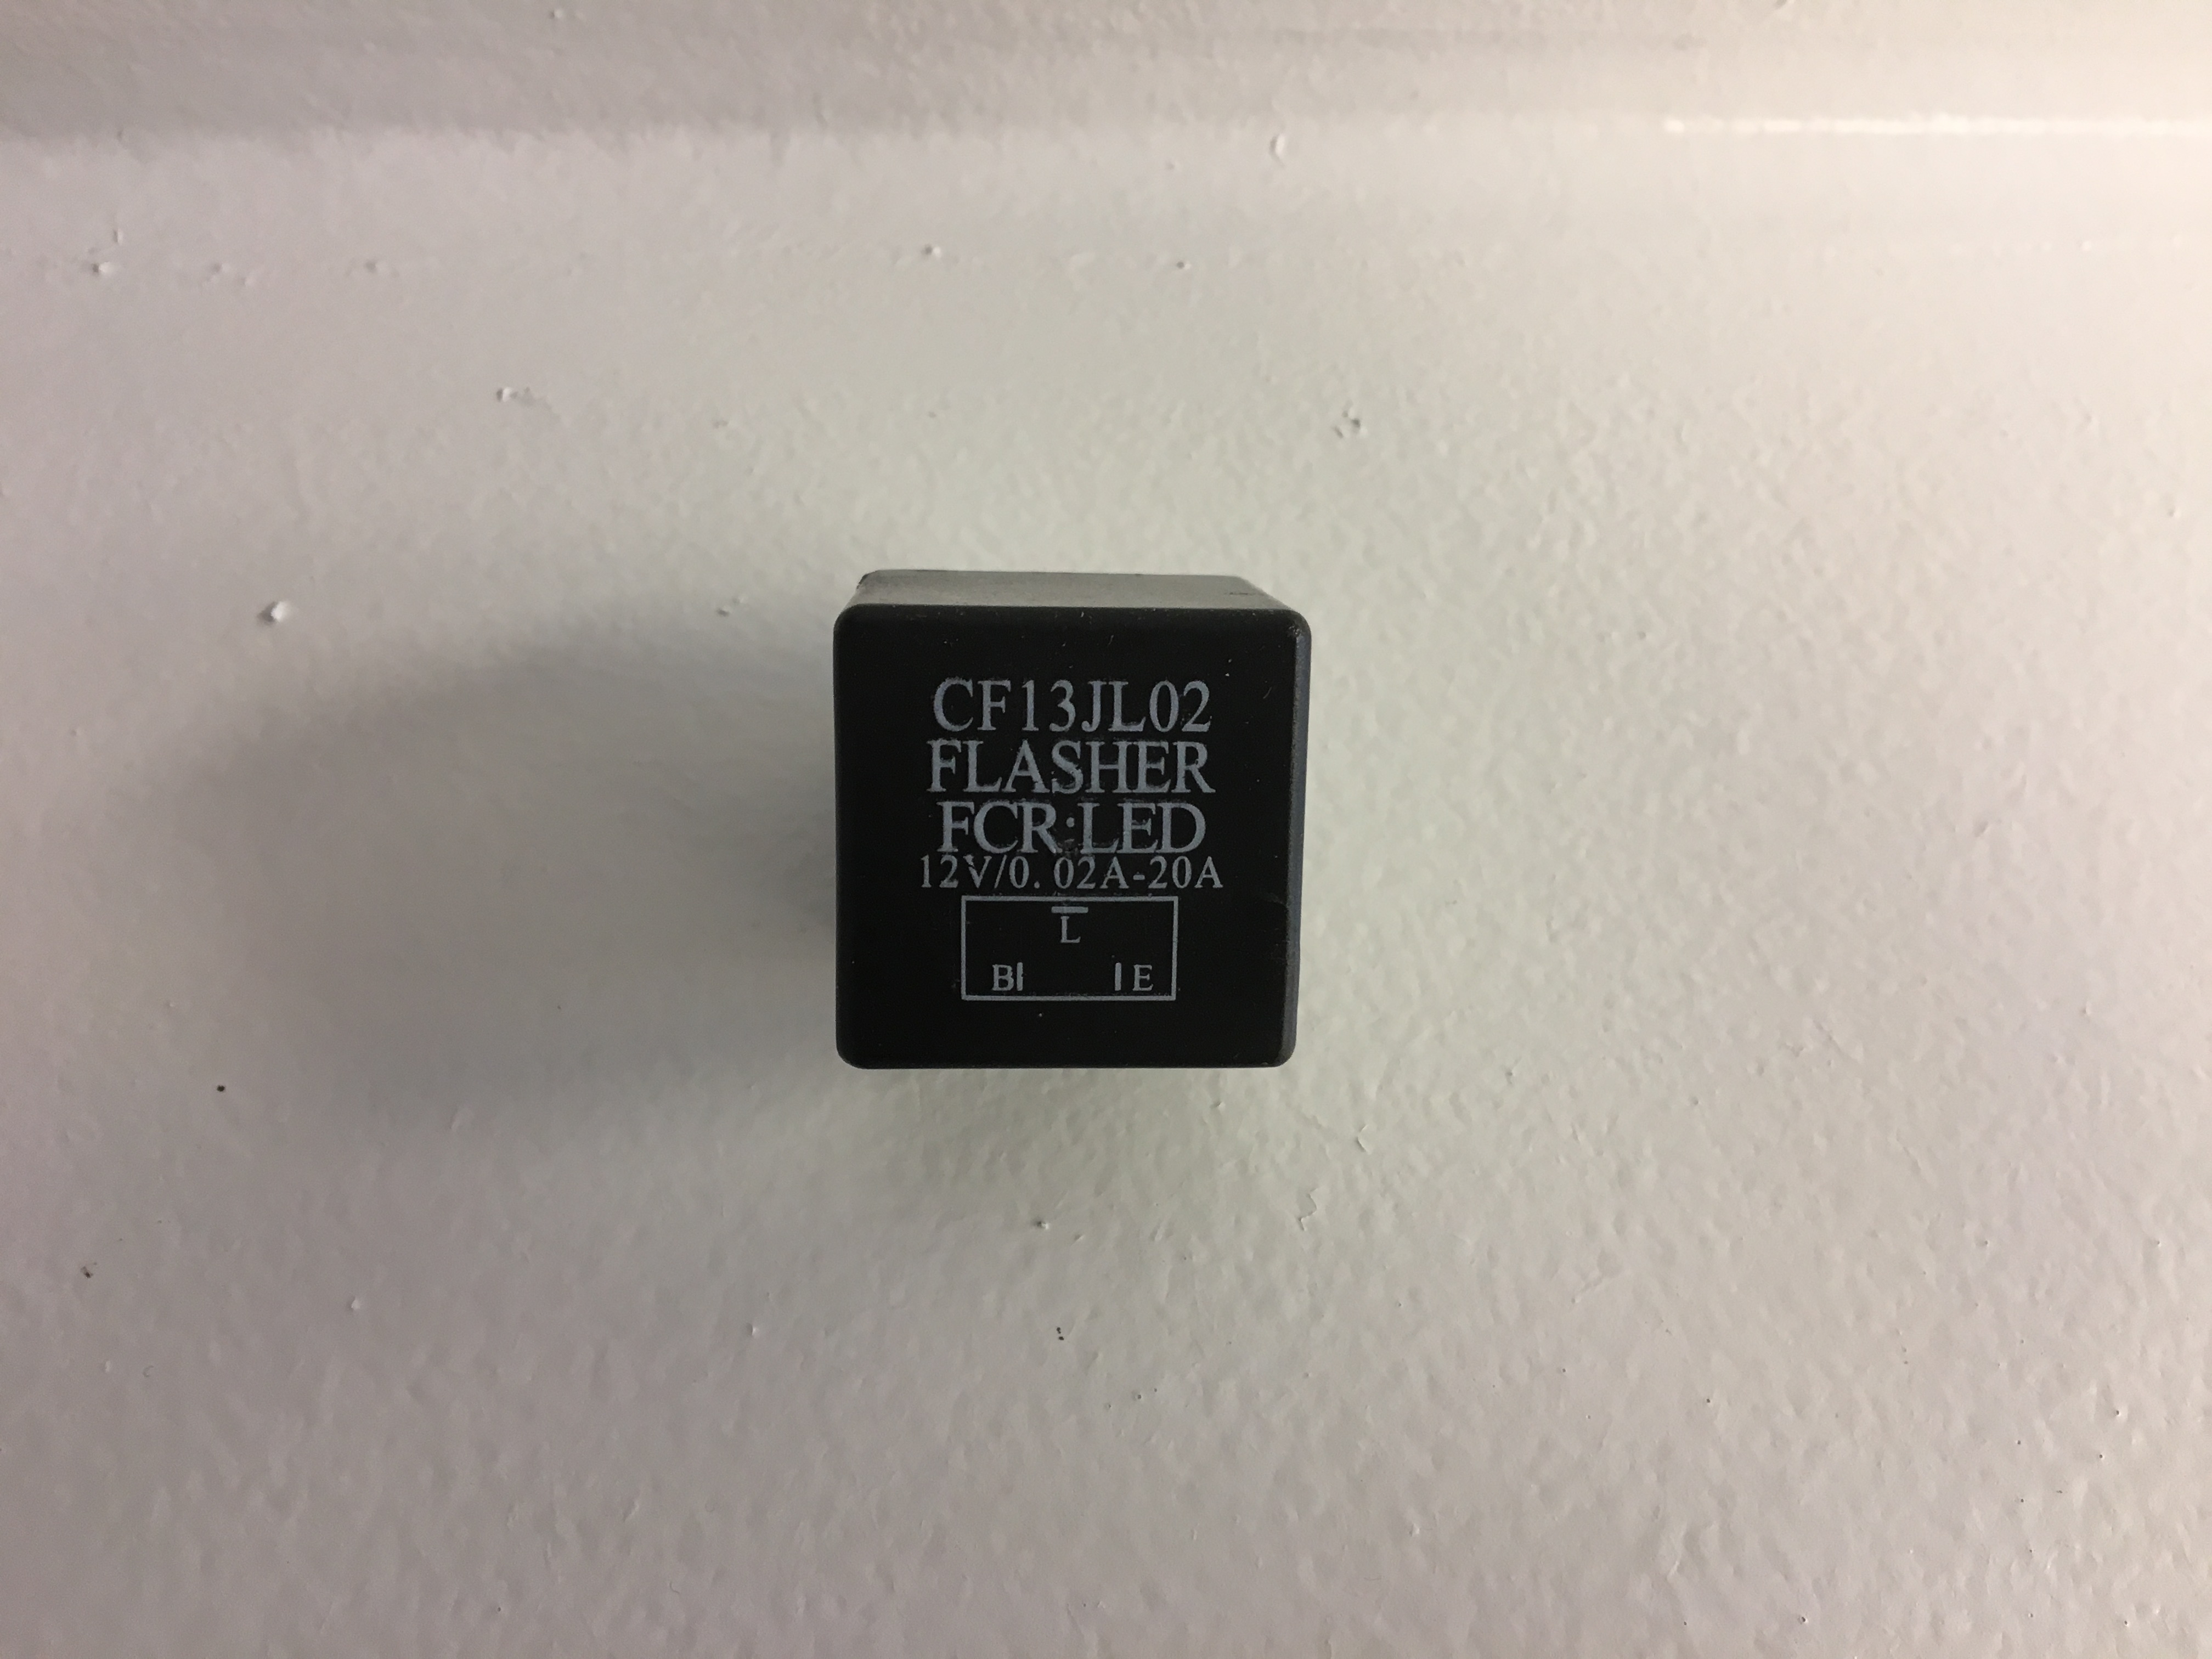 CF13JL02
FLASHER
FCR·LED
12V/0.02A-20A
L
B E